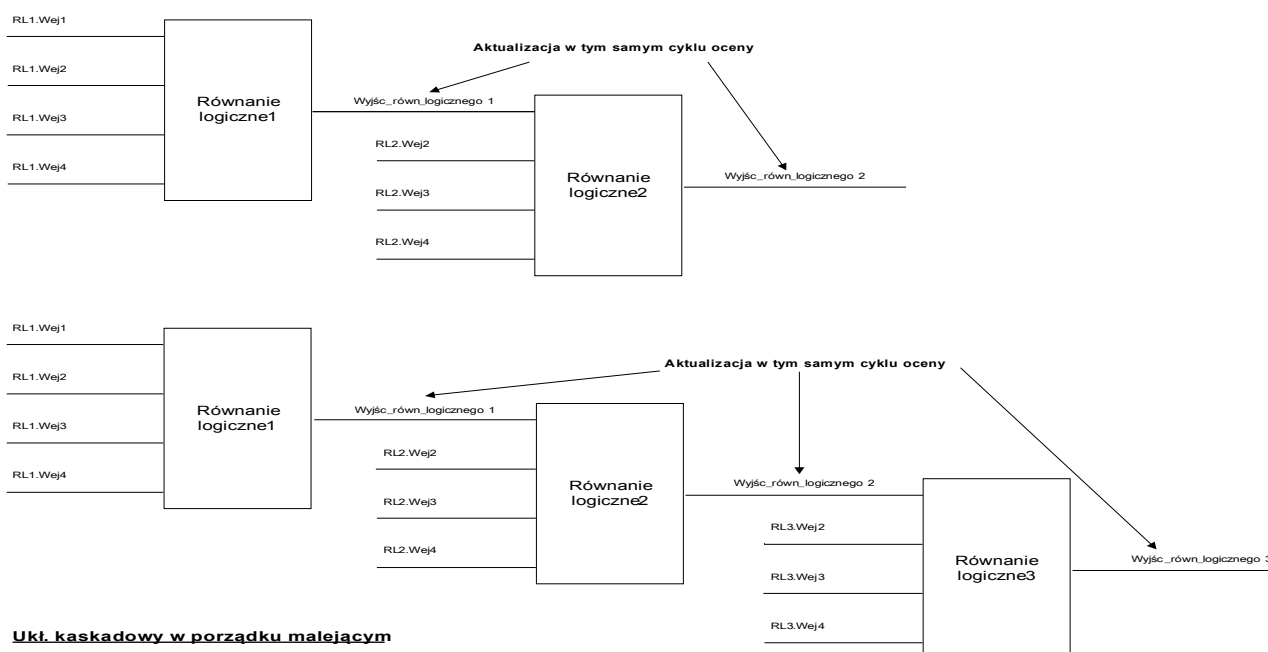 RL1.Wej1
Aktualizacja w tym samym cyklu oceny
RL1.Wej2
Równanie
logiczne1
Wyjśc_równ_logicznego 1
RL1.Wej3
RL2.Wej2
RL1.Wej4
Równanie
logiczne2
Wyjśc_równ_logicznego 2
RL2.Wej3
RL2.Wej4
RL1.Wej1
Aktualizacja w tym samym cyklu oceny
RL1.Wej2
Równanie
logiczne1
Wyjśc_równ_logicznego 1
RL1.Wej3
RL2.Wej2
RL1.Wej4
Równanie
logiczne2
Wyjśc_równ_logicznego 2
RL2.Wej3
RL3.Wej2
RL2.Wej4
Równanie
logiczne3
Wyjśc_równ_logicznego 3
RL3.Wej3
RL3.Wej4
Ukł. kaskadowy w porządku malejącym